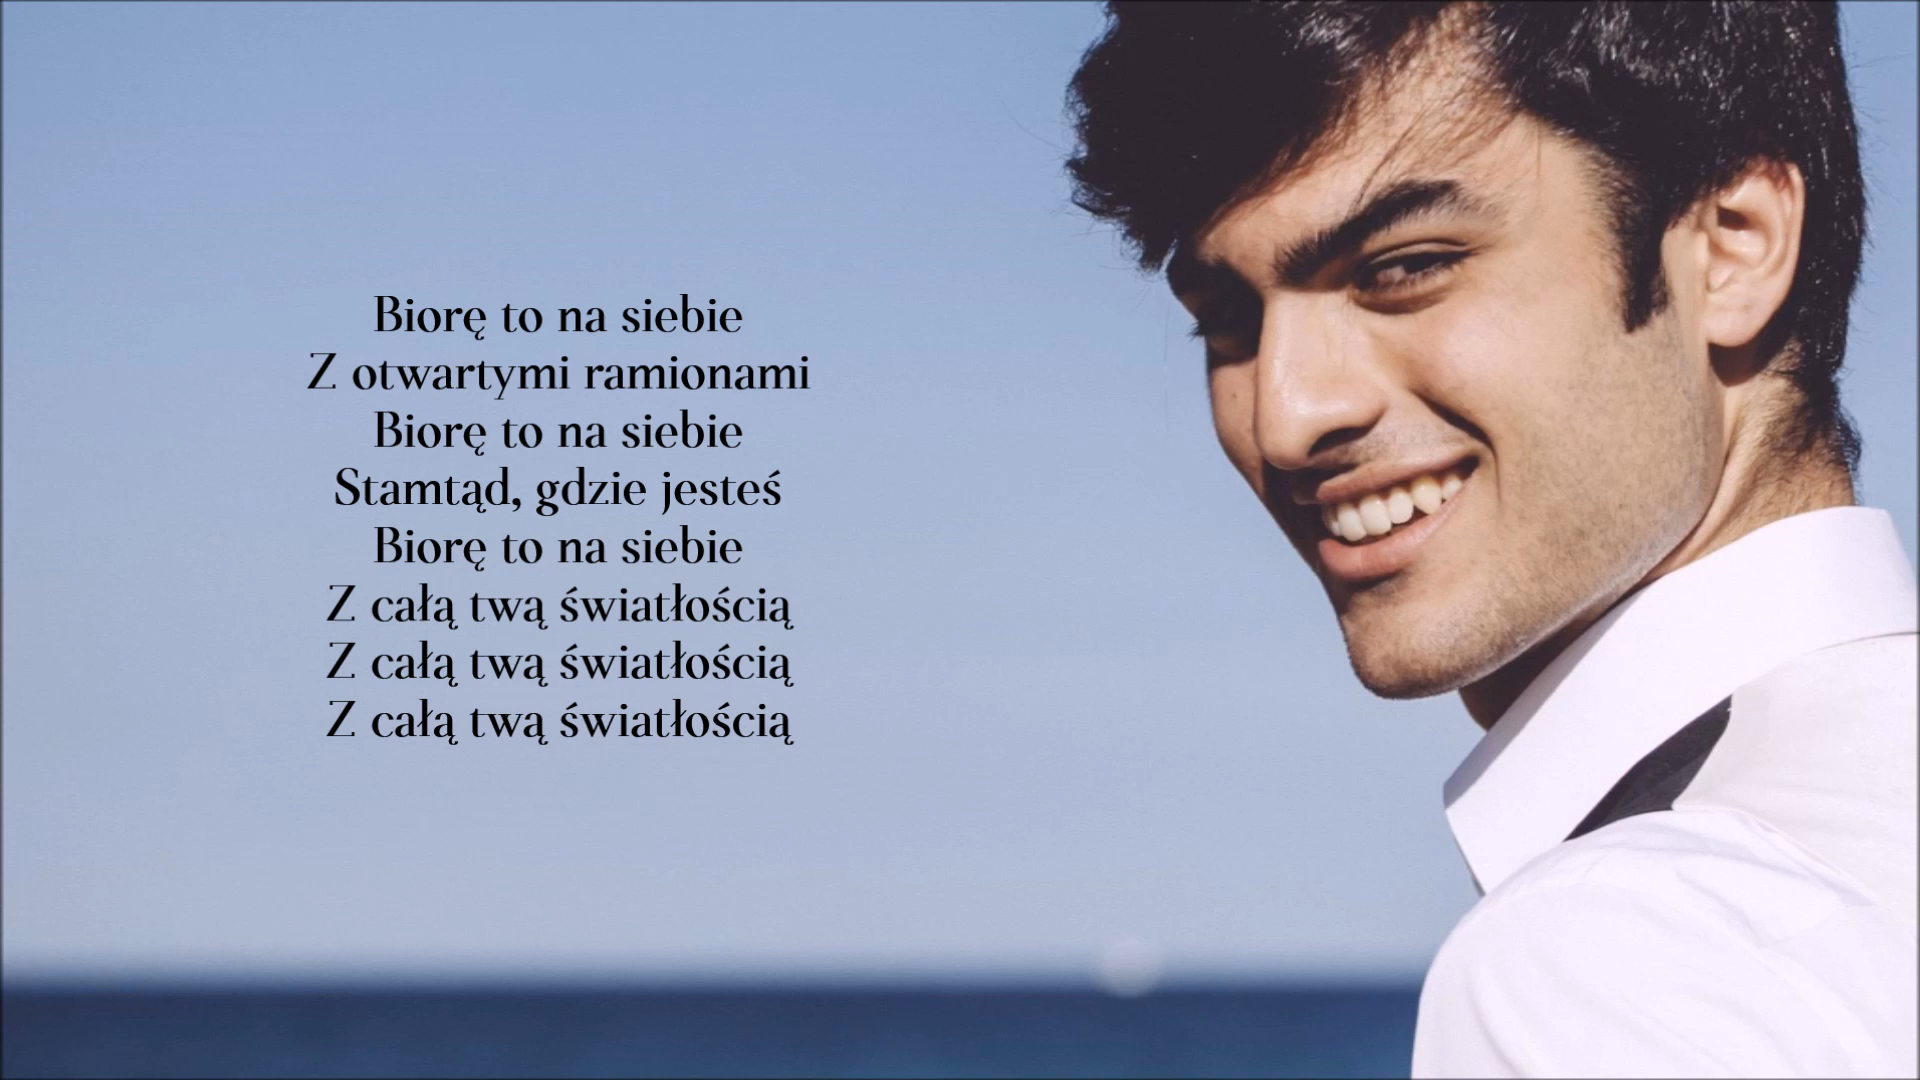 Biorę to na siebie
Z otwartymi ramionami
Biorę to na siebie
Stamtąd, gdzie jesteś
Biorę to na siebie
Z całą twą światłością
Z całą twą światłością
Z całą twą światłością